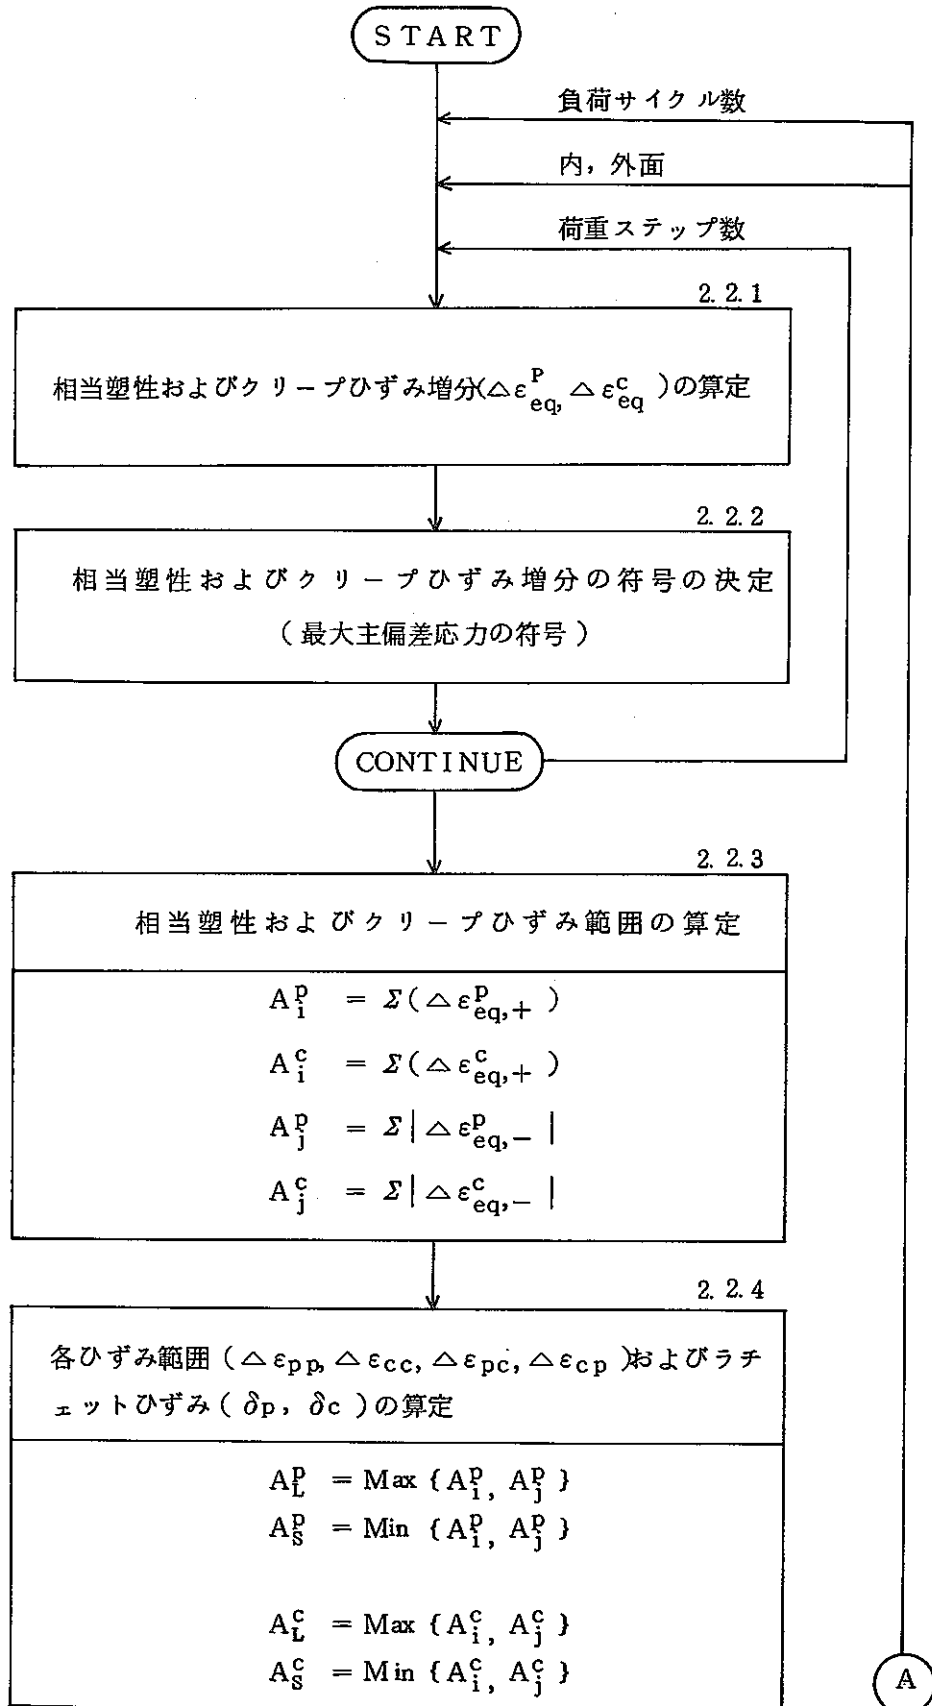 START
負荷サイクル数
内,外面
荷重ステップ数
2.2.1
相当塑性およびクリープひずみ増分(△ε^P_eq, △ε^c_eq)の算定
2.2.2
相当塑性およびクリープひずみ増分の符号の決定
(最大主偏差応力の符号)
CONTINUE
2.2.3
相当塑性およびクリープひずみ範囲の算定
A^p_i = Σ(△ε^p_eq,+)
A^c_i = Σ(△ε^c_eq,+)
A^p_j = Σ|△ε^p_eq,-|
A^c_j = Σ|△ε^c_eq,-|
2.2.4
各ひずみ範囲(△εpp, △εcc, △εpc, △εcp)およびラチ
ェットひずみ(δp, δc)の算定
A^p_L = Max {A^p_i, A^p_j}
A^p_S = Min {A^p_i, A^p_j}
A^c_L = Max {A^c_i, A^c_j}
A^c_S = Min {A^c_i, A^c_j}
A